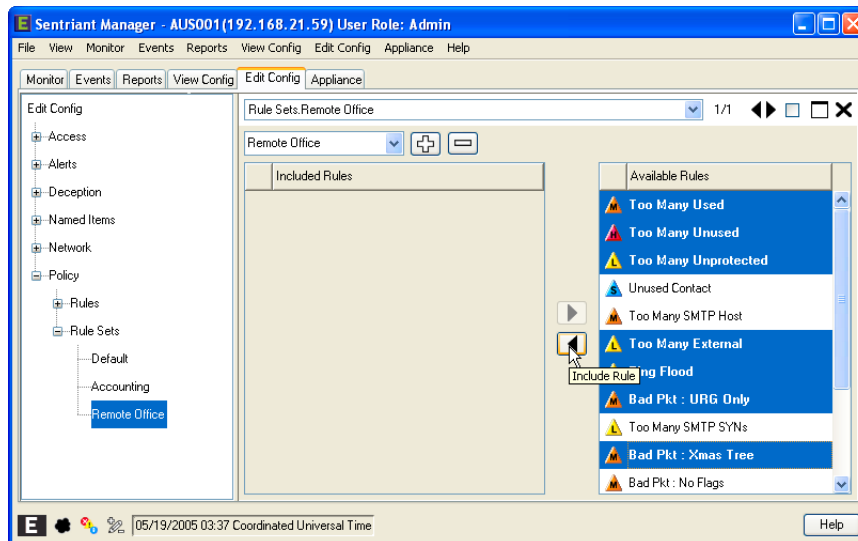 Sentriant Manager - AUS001(192.168.21.59) User Role: Admin
File View Monitor Events Reports View Config Edit Config Appliance Help
Monitor Events Reports View Config Edit Config Appliance
Edit Config
Access
Alerts
Deception
Named Items
Network
Policy
Rules
Rule Sets
Default
Accounting
Remote Office
Rule Sets.Remote Office 1/1
Remote Office
Included Rules
Available Rules
M Too Many Used
H Too Many Unused
L Too Many Unprotected
S Unused Contact
M Too Many SMTP Host
L Too Many External
Include Rule
ng Flood
M Bad Pkt : URG Only
L Too Many SMTP SYNs
M Bad Pkt : Xmas Tree
M Bad Pkt : No Flags
E 05/19/2005 03:37 Coordinated Universal Time
Help